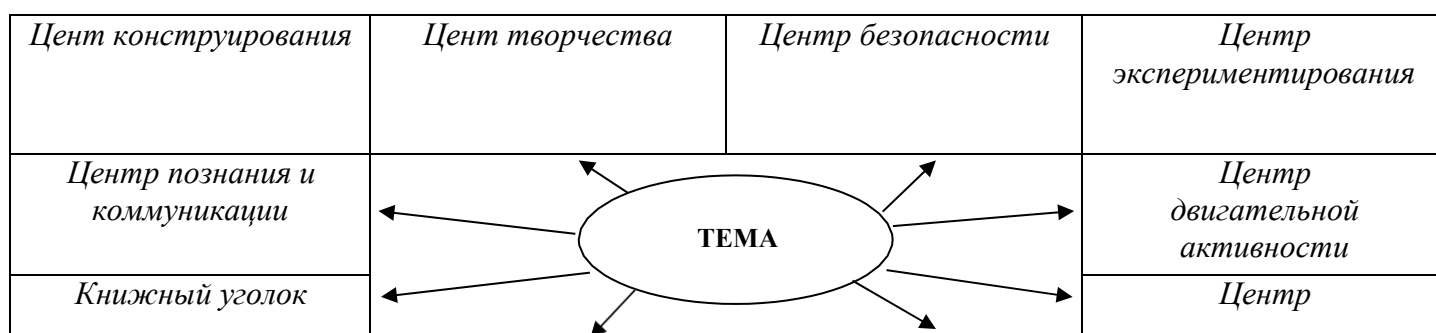 Цент конструирования
Цент творчества
Центр безопасности
Центр
экспериментирования
Центр познания и
коммуникации
ТЕМА
Центр
двигательной
активности
Книжный уголок
Центр